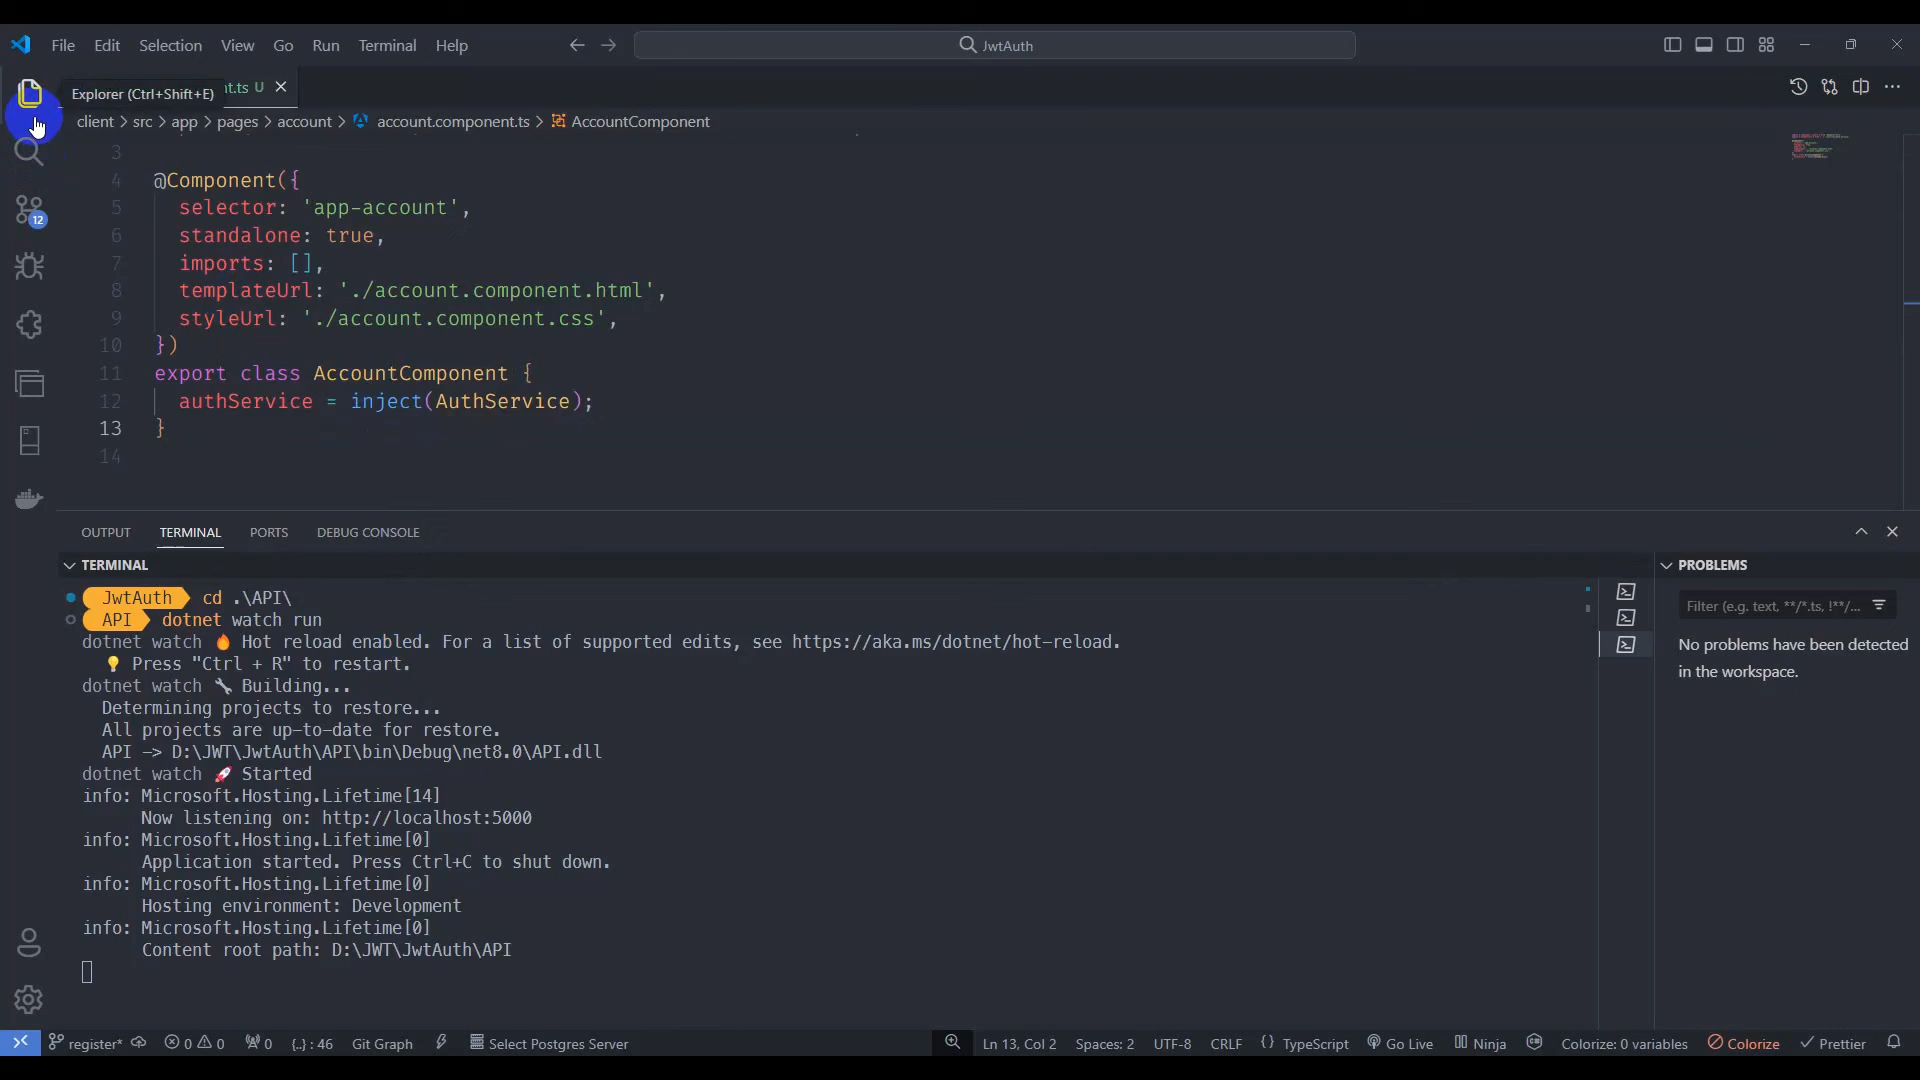 File Edit Selection View Go Run Terminal Help
JwtAuth
Explorer (Ctrl+Shift+E) nt.ts U
client > src > app > pages > account > account.component.ts > AccountComponent
3
4 @Component({
5 selector: 'app-account',
6 standalone: true,
7 imports: [],
8 templateUrl: './account.component.html',
9 styleUrl: './account.component.css',
10 })
11 export class AccountComponent {
12 authService = inject(AuthService);
13 }
14
12
OUTPUT TERMINAL PORTS DEBUG CONSOLE
TERMINAL
JwtAuth cd .\API\
API dotnet watch run
dotnet watch 🔥 Hot reload enabled. For a list of supported edits, see https://aka.ms/dotnet/hot-reload.
💡 Press "Ctrl + R" to restart.
dotnet watch 🔧 Building...
Determining projects to restore...
All projects are up-to-date for restore.
API -> D:\JWT\JwtAuth\API\bin\Debug\net8.0\API.dll
dotnet watch 🚀 Started
info: Microsoft.Hosting.Lifetime[14]
Now listening on: http://localhost:5000
info: Microsoft.Hosting.Lifetime[0]
Application started. Press Ctrl+C to shut down.
info: Microsoft.Hosting.Lifetime[0]
Hosting environment: Development
info: Microsoft.Hosting.Lifetime[0]
Content root path: D:\JWT\JwtAuth\API
PROBLEMS
Filter (e.g. text, **/*.ts, !**/...
No problems have been detected
in the workspace.
register* 0 0 0 {..} : 46 Git Graph Select Postgres Server Ln 13, Col 2 Spaces: 2 UTF-8 CRLF { } TypeScript Go Live Ninja Colorize: 0 variables Colorize Prettier